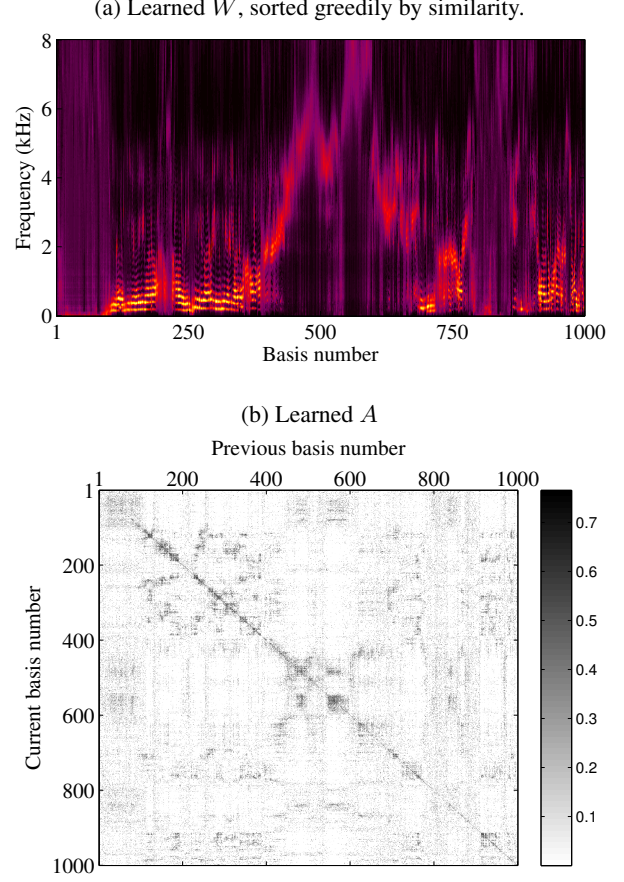 (a) Learned W, sorted greedily by similarity.
8
6
4
2
0
Frequency (kHz)
1 250 500 750 1000
Basis number
(b) Learned A
Previous basis number
1 200 400 600 800 1000
1
200
400
600
800
1000
Current basis number
0.7
0.6
0.5
0.4
0.3
0.2
0.1